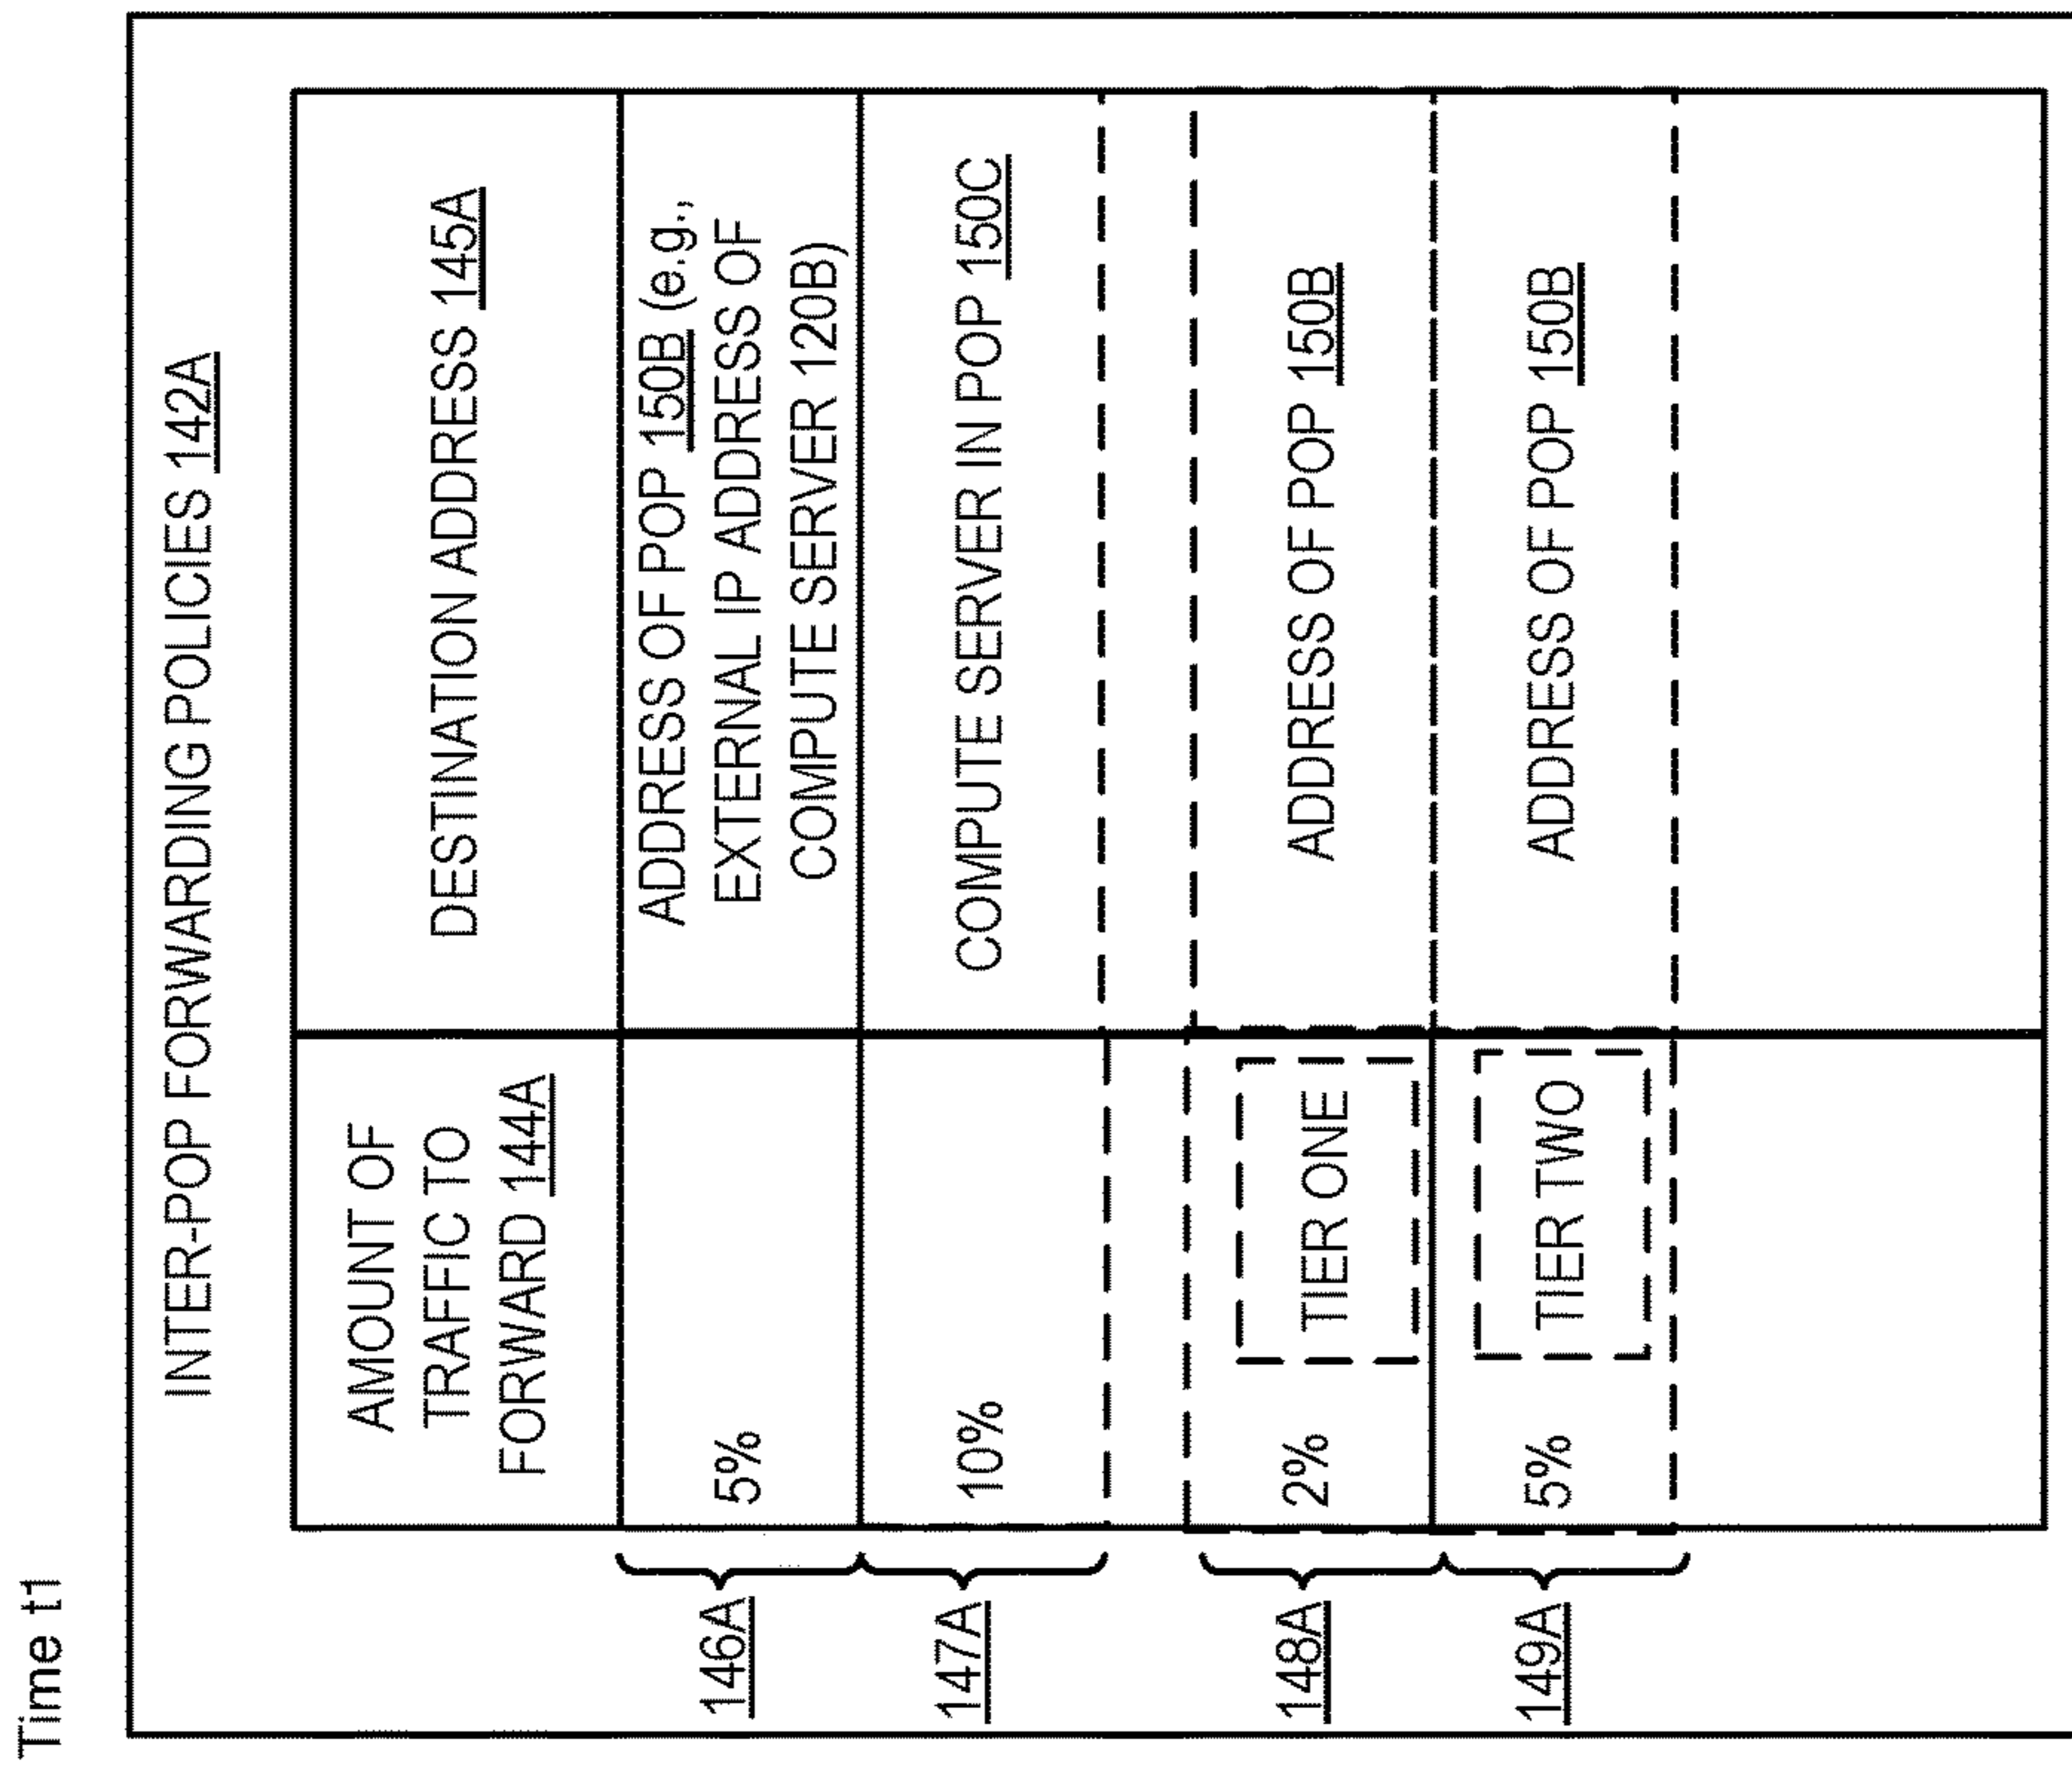 Time t1
INTER-POP FORWARDING POLICIES 142A
AMOUNT OF
TRAFFIC TO
FORWARD 144A
DESTINATION ADDRESS 145A
146A
5%
ADDRESS OF POP 150B (e.g.,
EXTERNAL IP ADDRESS OF
COMPUTE SERVER 120B)
147A
10%
COMPUTE SERVER IN POP 150C
148A
2%
TIER ONE
ADDRESS OF POP 150B
149A
5%
TIER TWO
ADDRESS OF POP 150B